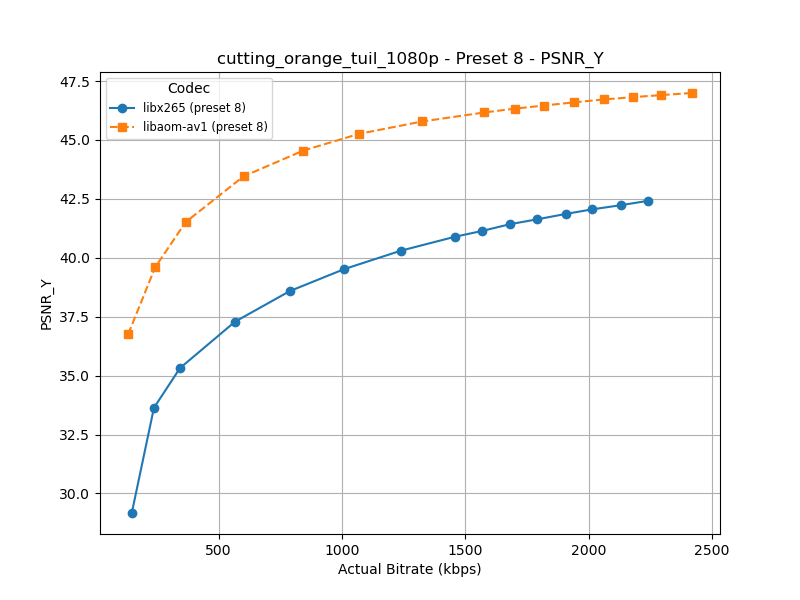 cutting_orange_tuil_1080p - Preset 8 - PSNR_Y
Codec
libx265 (preset 8)
libaom-av1 (preset 8)
PSNR_Y
47.5
45.0
42.5
40.0
37.5
35.0
32.5
30.0
500 1000 1500 2000 2500
Actual Bitrate (kbps)